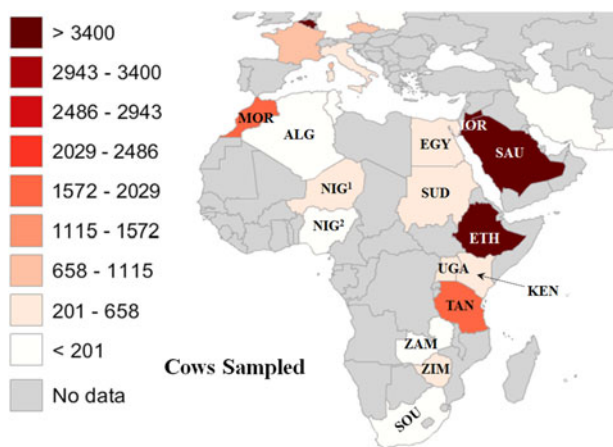 > 3400
2943 - 3400
2486 - 2943
2029 - 2486
1572 - 2029
1115 - 1572
658 - 1115
201 - 658
< 201
No data
MOR
ALG
EGY
JOR
SAU
NIG¹
SUD
NIG²
ETH
UGA
KEN
TAN
ZAM
ZIM
SOU
Cows Sampled